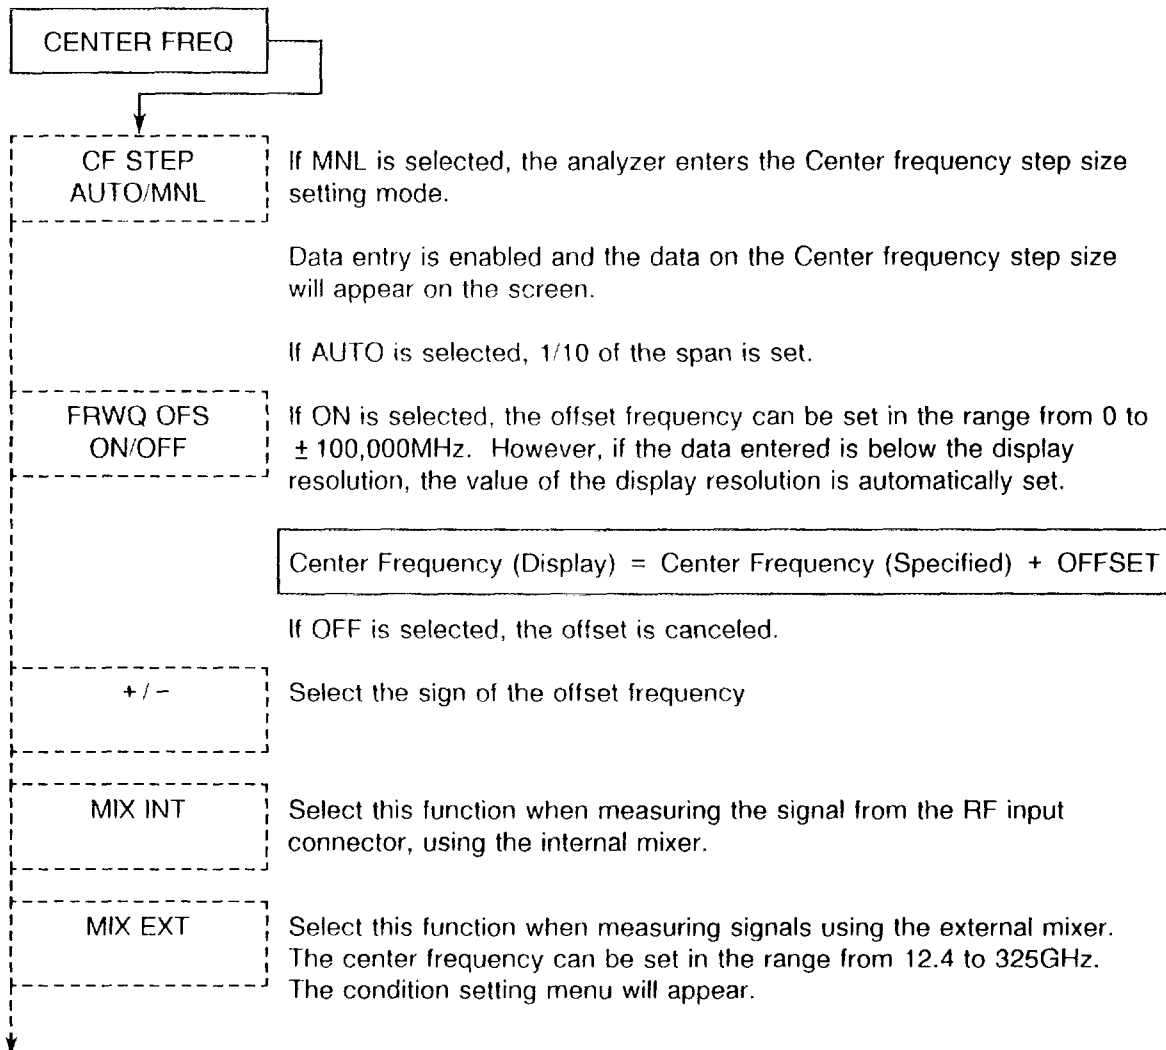 CENTER FREQ
CF STEP
AUTO/MNL
If MNL is selected, the analyzer enters the Center frequency step size
setting mode.
Data entry is enabled and the data on the Center frequency step size
will appear on the screen.
If AUTO is selected, 1/10 of the span is set.
FRWQ OFS
ON/OFF
If ON is selected, the offset frequency can be set in the range from 0 to
± 100,000MHz. However, if the data entered is below the display
resolution, the value of the display resolution is automatically set.
Center Frequency (Display) = Center Frequency (Specified) + OFFSET
If OFF is selected, the offset is canceled.
+ / −
Select the sign of the offset frequency
MIX INT
Select this function when measuring the signal from the RF input
connector, using the internal mixer.
MIX EXT
Select this function when measuring signals using the external mixer.
The center frequency can be set in the range from 12.4 to 325GHz.
The condition setting menu will appear.